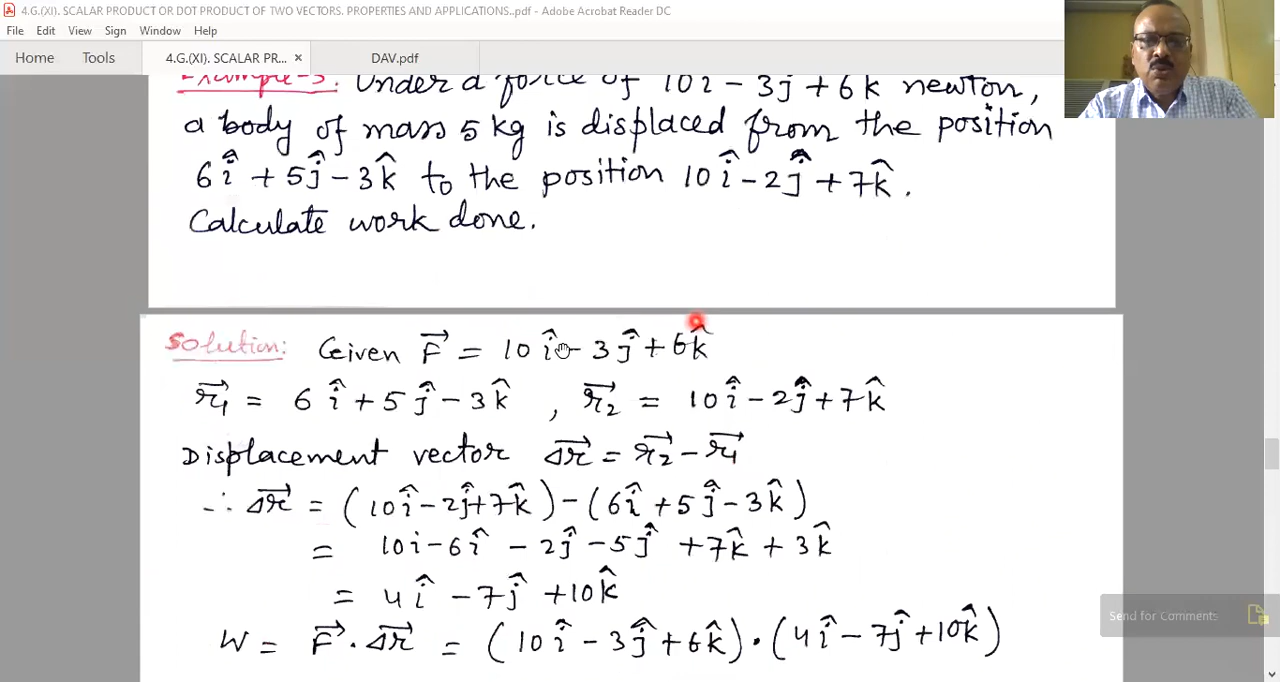 4.G.(XI). SCALAR PRODUCT OR DOT PRODUCT OF TWO VECTORS. PROPERTIES AND APPLICATIONS..pdf - Adobe Acrobat Reader DC
File Edit View Sign Window Help
Home Tools 4.G.(XI). SCALAR PR... × DAV.pdf
Example-3: Under a force of 10i - 3j + 6k newton,
a body of mass 5 kg is displaced from the position
6î + 5ĵ - 3k̂ to the position 10î - 2ĵ + 7k̂.
Calculate work done.
Solution: Given F⃗ = 10î - 3ĵ + 6k̂
r⃗₁ = 6î + 5ĵ - 3k̂ , r⃗₂ = 10î - 2ĵ + 7k̂
Displacement vector Δr⃗ = r⃗₂ - r⃗₁
∴ Δr⃗ = (10î - 2ĵ + 7k̂) - (6î + 5ĵ - 3k̂)
= 10i - 6î - 2ĵ - 5ĵ + 7k̂ + 3k̂
= 4î - 7ĵ + 10k̂
Send for Comments
W = F⃗ . Δr⃗ = (10î - 3ĵ + 6k̂) • (4î - 7ĵ + 10k̂)